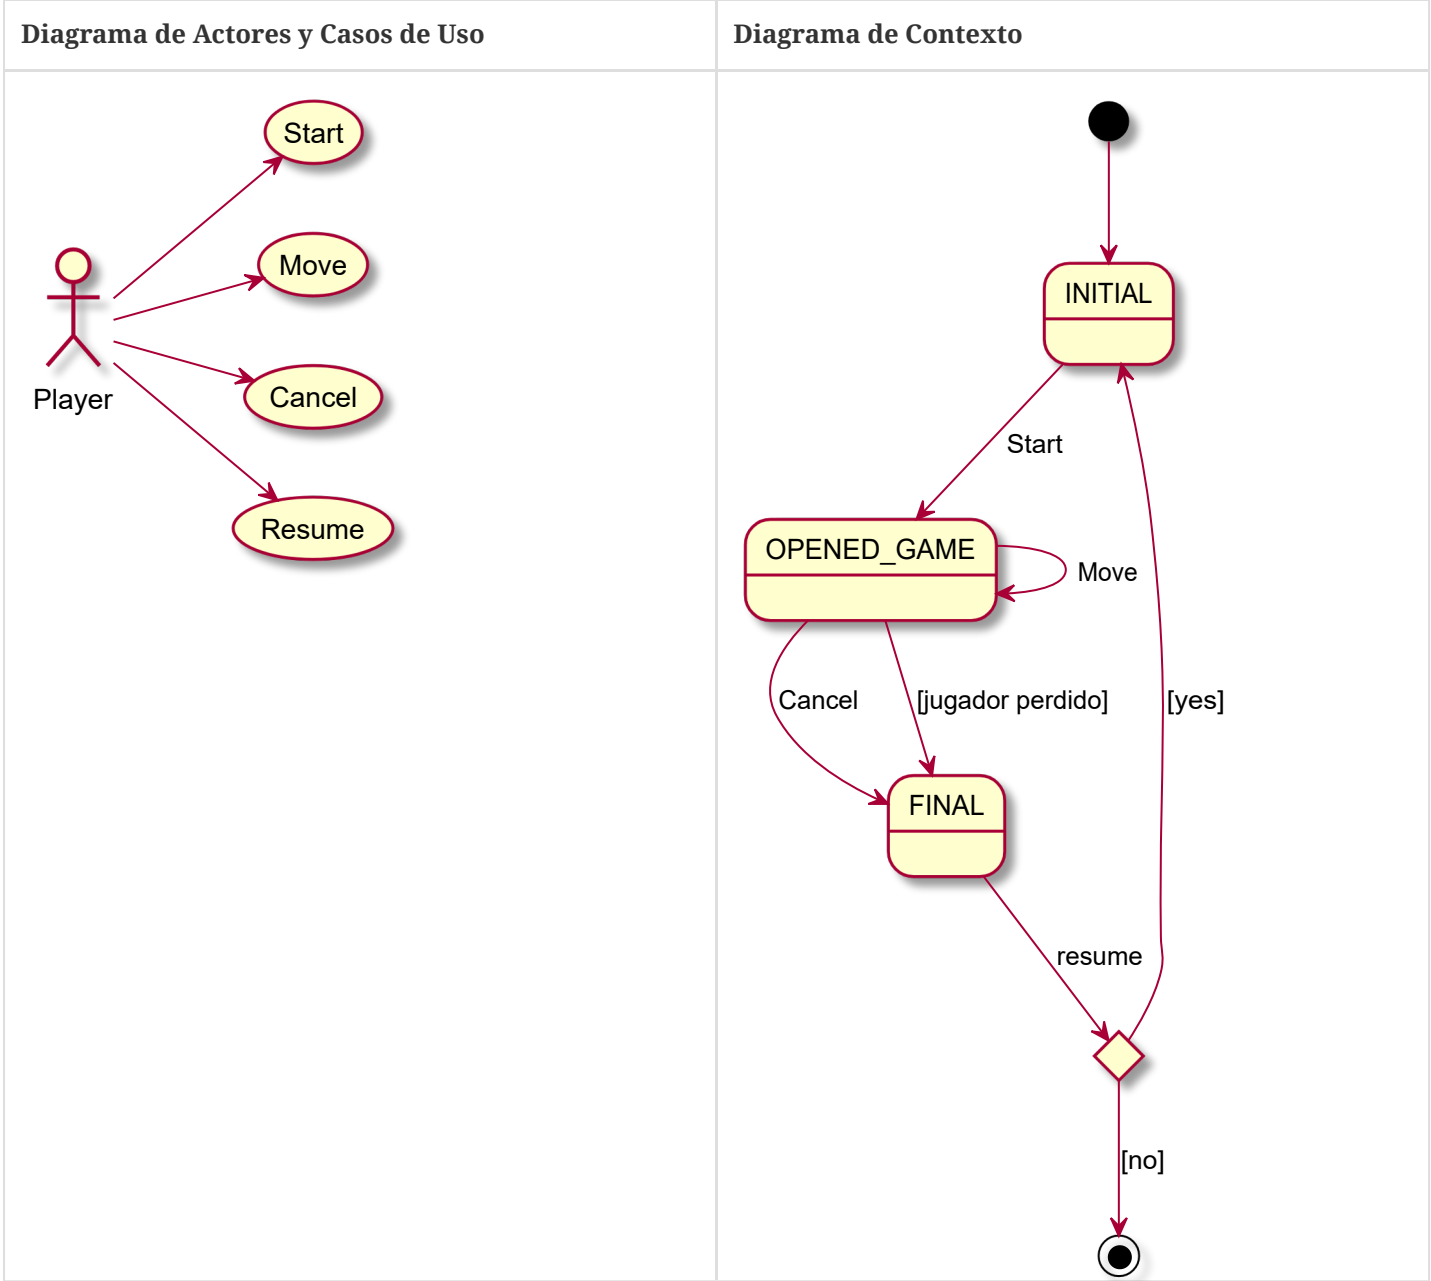 Diagrama de Actores y Casos de Uso
Start
Move
Cancel
Resume
Player
Diagrama de Contexto
INITIAL
Start
OPENED_GAME
Move
Cancel
[jugador perdido]
[yes]
FINAL
resume
[no]